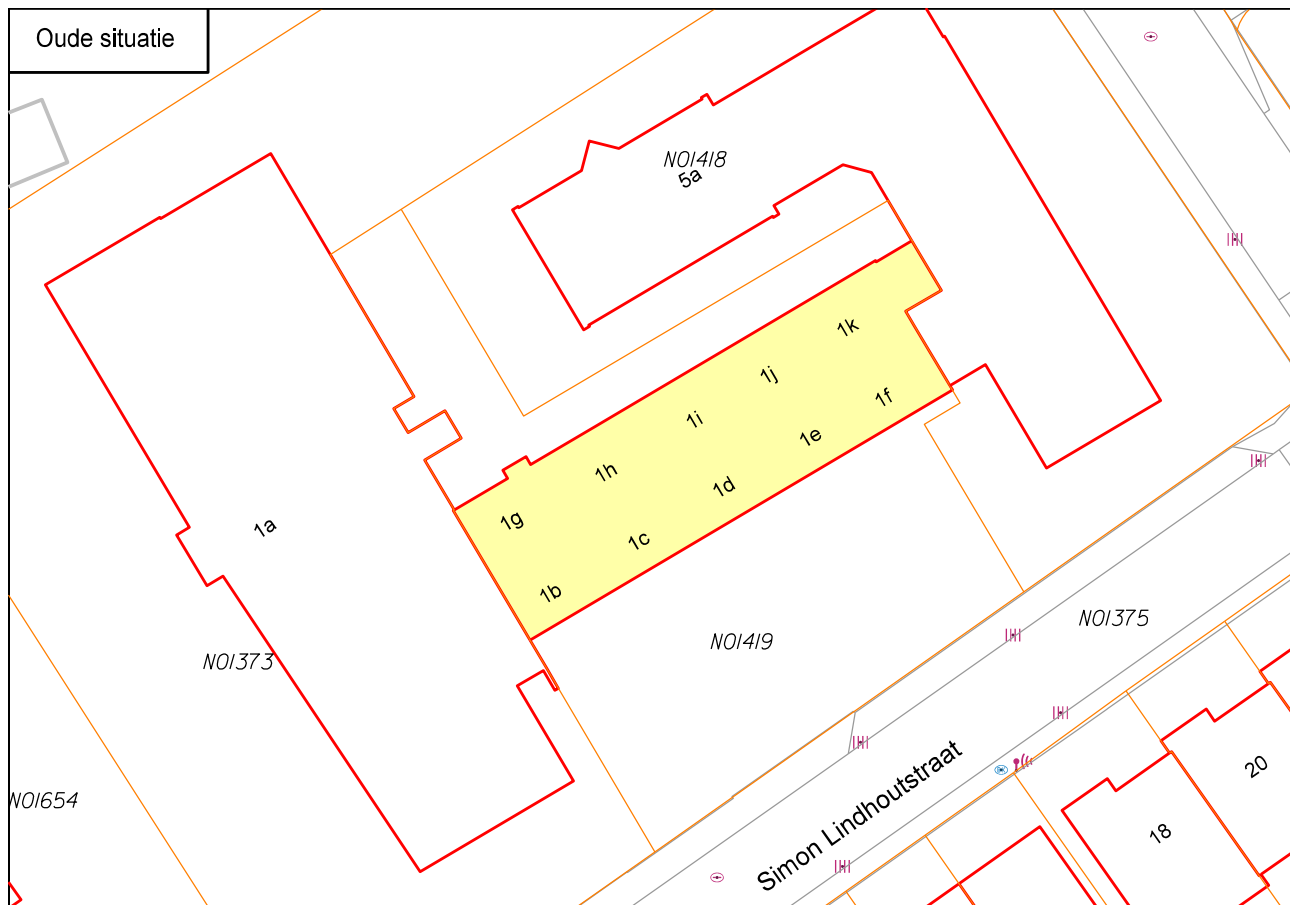 Oude situatie
N01418
5a
1k
1j
1f
1i
1e
1h
1d
1g
1c
1a
1b
N01375
N01419
N01373
Simon Lindhoutstraat
20
N01654
18